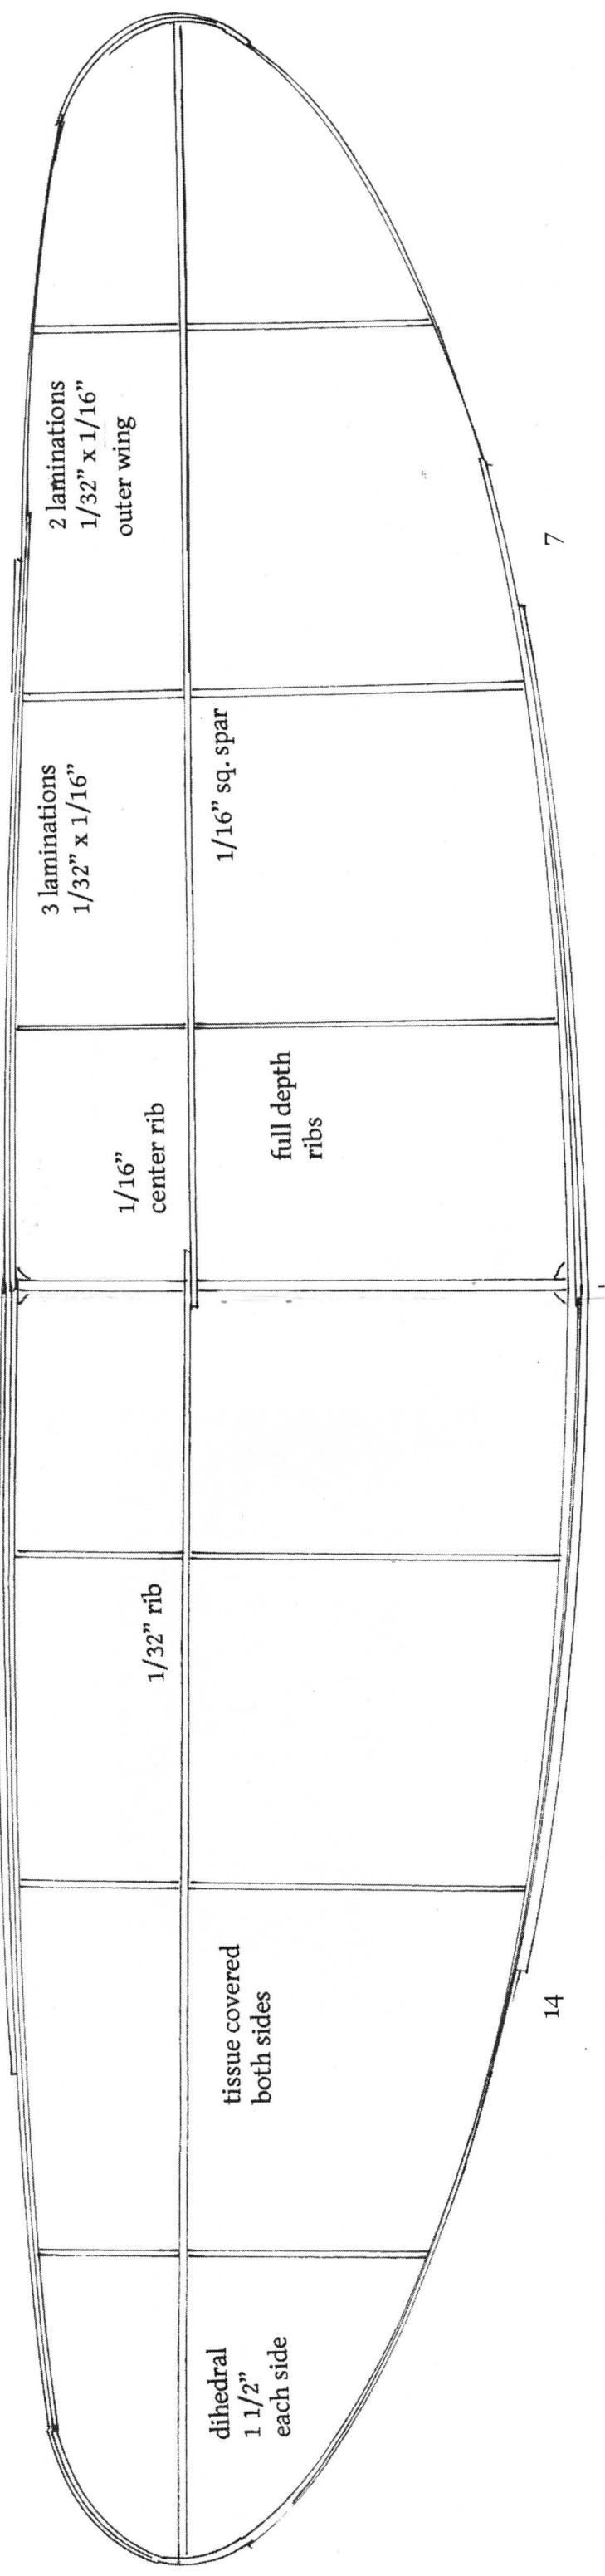 dihedral
1 1/2”
each side
tissue covered
both sides
14
1/32” rib
1/16”
center rib
full depth
ribs
3 laminations
1/32” x 1/16”
1/16” sq. spar
2 laminations
1/32” x 1/16”
outer wing
7